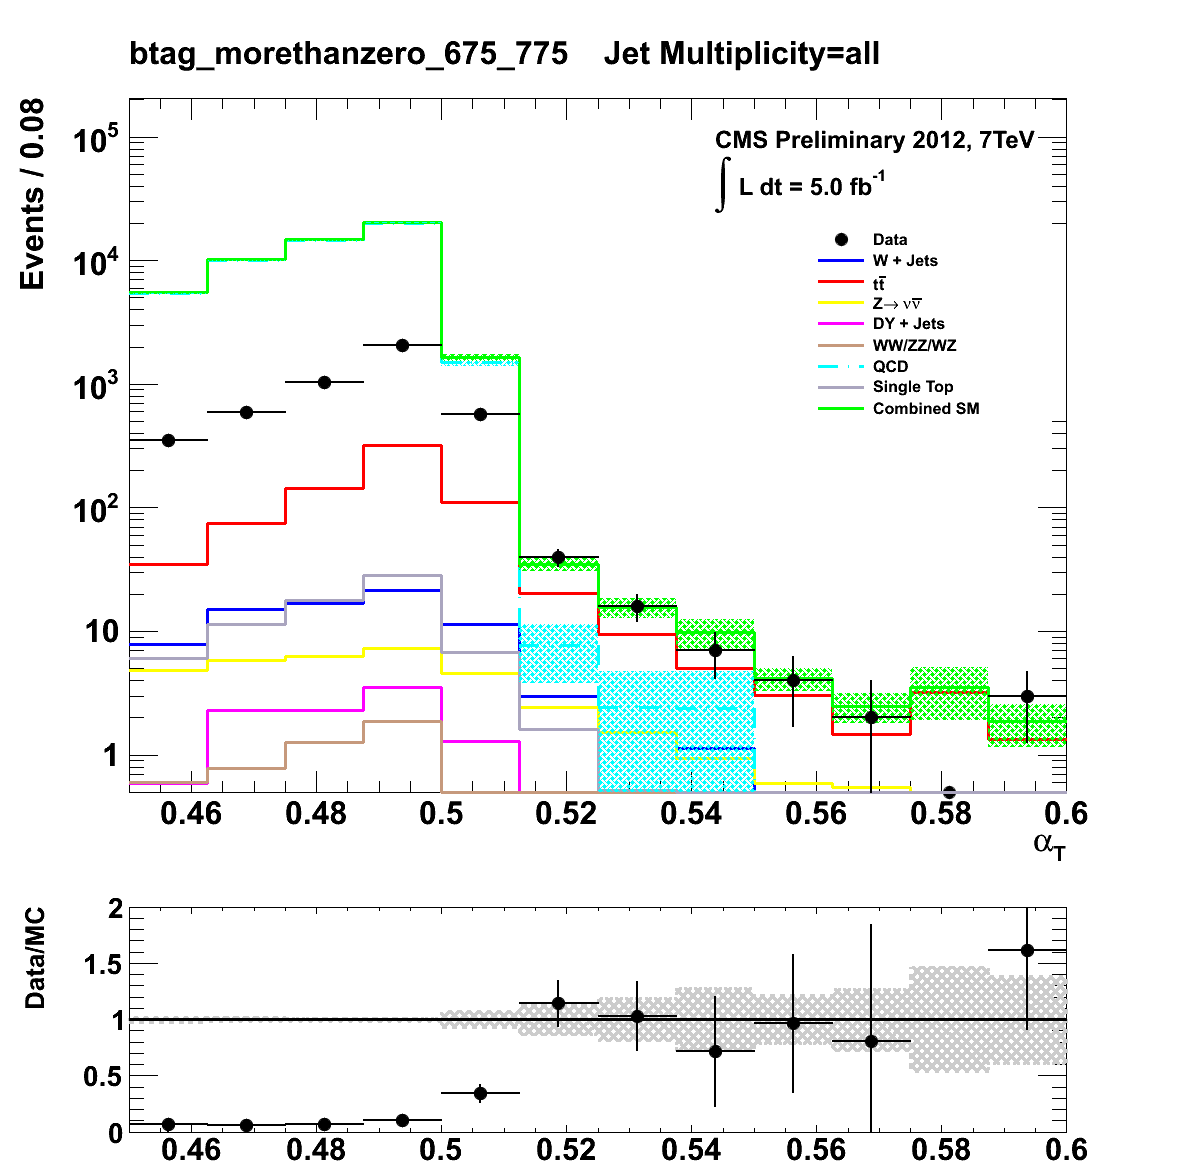 btag_morethanzero_675_775 Jet Multiplicity=all
Events / 0.08
10^5
10^4
10^3
10^2
10
1
CMS Preliminary 2012, 7TeV
∫ L dt = 5.0 fb^-1
Data
W + Jets
tt̅
Z→ νν̅
DY + Jets
WW/ZZ/WZ
QCD
Single Top
Combined SM
0.46 0.48 0.5 0.52 0.54 0.56 0.58 0.6
α_T
Data/MC
2
1.5
1
0.5
0
0.46 0.48 0.5 0.52 0.54 0.56 0.58 0.6